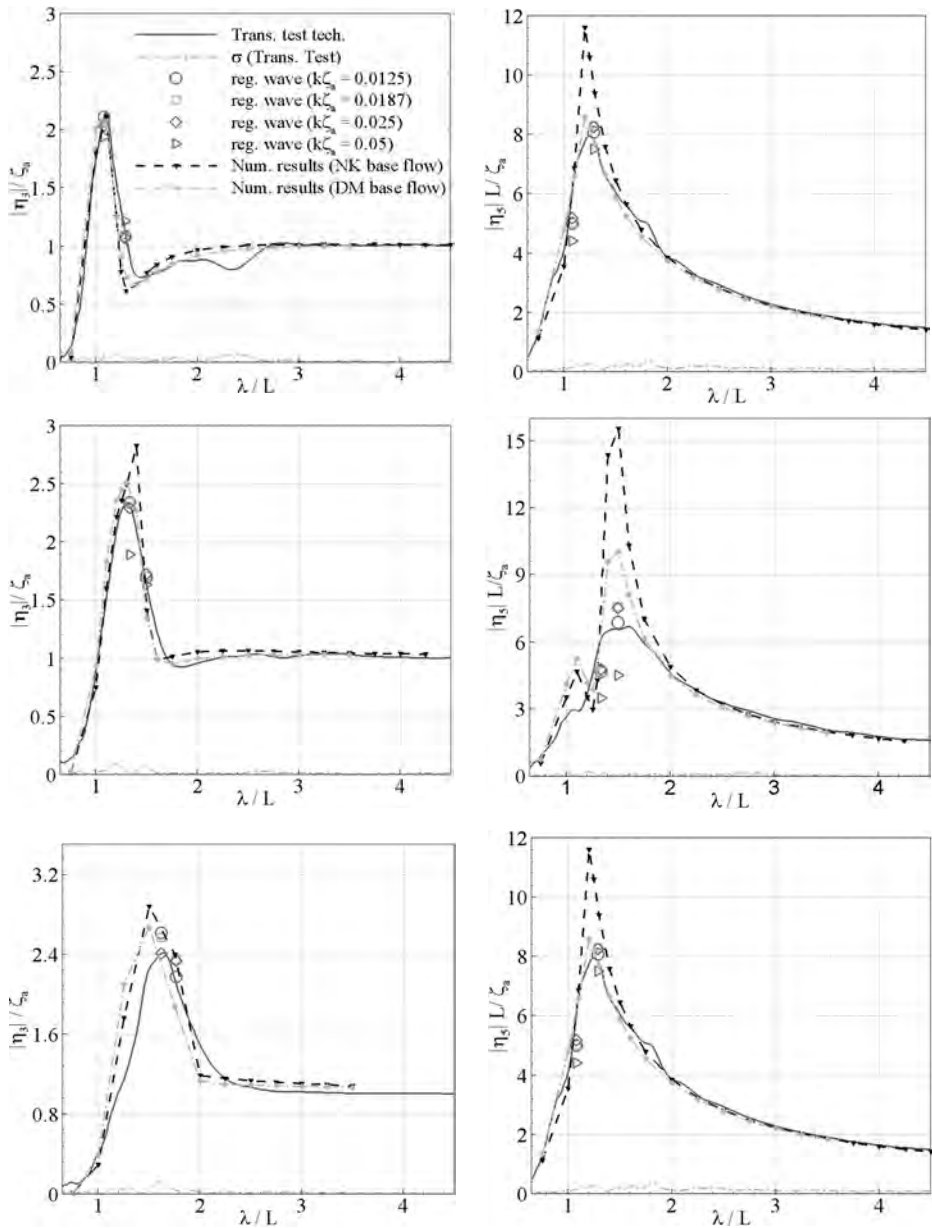 3
2.5
2
1.5
1
0.5
0
|η₃|/ζₐ
Trans. test tech.
σ (Trans. Test)
reg. wave (kζₐ = 0.0125)
reg. wave (kζₐ = 0.0187)
reg. wave (kζₐ = 0.025)
reg. wave (kζₐ = 0.05)
Num. results (NK base flow)
Num. results (DM base flow)
1 2 3 4
λ / L
12
10
8
6
4
2
0
|η₅| L/ζₐ
1 2 3 4
λ / L
3
2.5
2
1.5
1
0.5
0
|η₃|/ζₐ
1 2 3 4
λ / L
15
12
9
6
3
0
|η₅| L/ζₐ
1 2 3 4
λ / L
3.2
2.4
1.6
0.8
0
|η₃|/ζₐ
1 2 3 4
λ / L
12
10
8
6
4
2
0
|η₅| L/ζₐ
1 2 3 4
λ / L